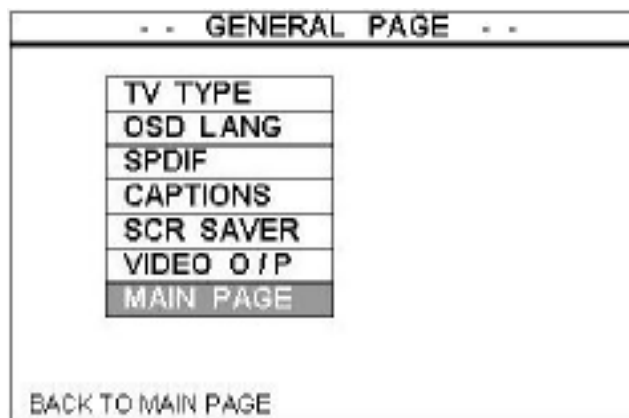 - - GENERAL PAGE - -
TV TYPE
OSD LANG
SPDIF
CAPTIONS
SCR SAVER
VIDEO O/P
MAIN PAGE
BACK TO MAIN PAGE